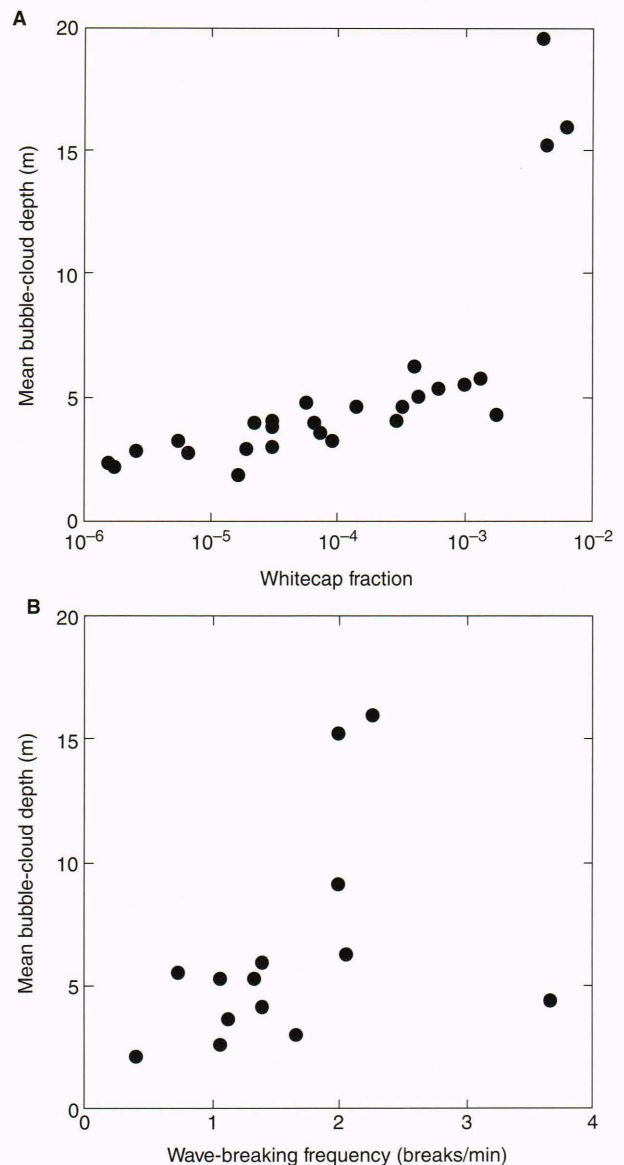 A
20
15
10
5
0
Mean bubble-cloud depth (m)
10⁻⁶ 10⁻⁵ 10⁻⁴ 10⁻³ 10⁻²
Whitecap fraction
B
20
15
10
5
0
Mean bubble-cloud depth (m)
0 1 2 3 4
Wave-breaking frequency (breaks/min)